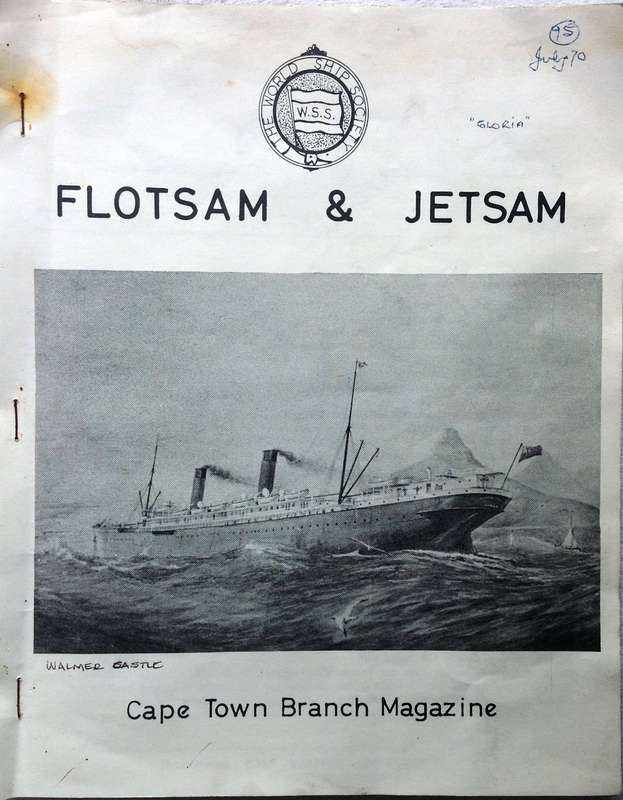 95
July 70
THE WORLD SHIP SOCIETY
W.S.S.
"GLORIA"
FLOTSAM & JETSAM
WALMER CASTLE
Cape Town Branch Magazine